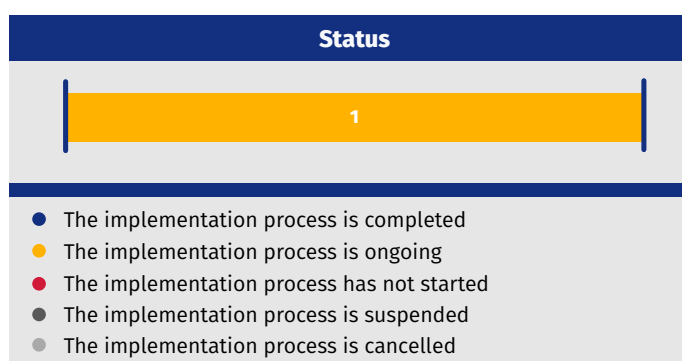 Status
1
The implementation process is completed
The implementation process is ongoing
The implementation process has not started
The implementation process is suspended
The implementation process is cancelled